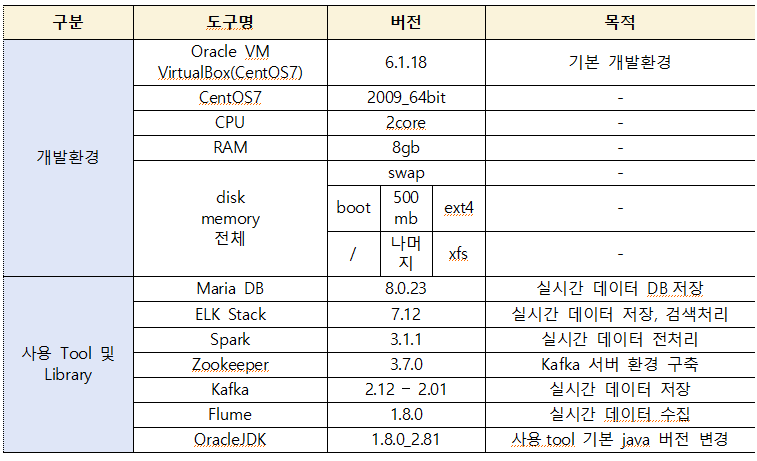 구분 도구명 버전 목적
개발환경
Oracle VM
VirtualBox(CentOS7) 6.1.18 기본 개발환경
CentOS7 2009_64bit -
CPU 2core -
RAM 8gb -
disk
memory
전체
swap -
boot 500
mb ext4 -
/ 나머
지 xfs -
사용 Tool 및
Library
Maria DB 8.0.23 실시간 데이터 DB저장
ELK Stack 7.12 실시간 데이터 저장, 검색처리
Spark 3.1.1 실시간 데이터 전처리
Zookeeper 3.7.0 Kafka 서버 환경 구축
Kafka 2.12 - 2.01 실시간 데이터 저장
Flume 1.8.0 실시간 데이터 수집
OracleJDK 1.8.0_2.81 사용tool 기본 java 버전 변경